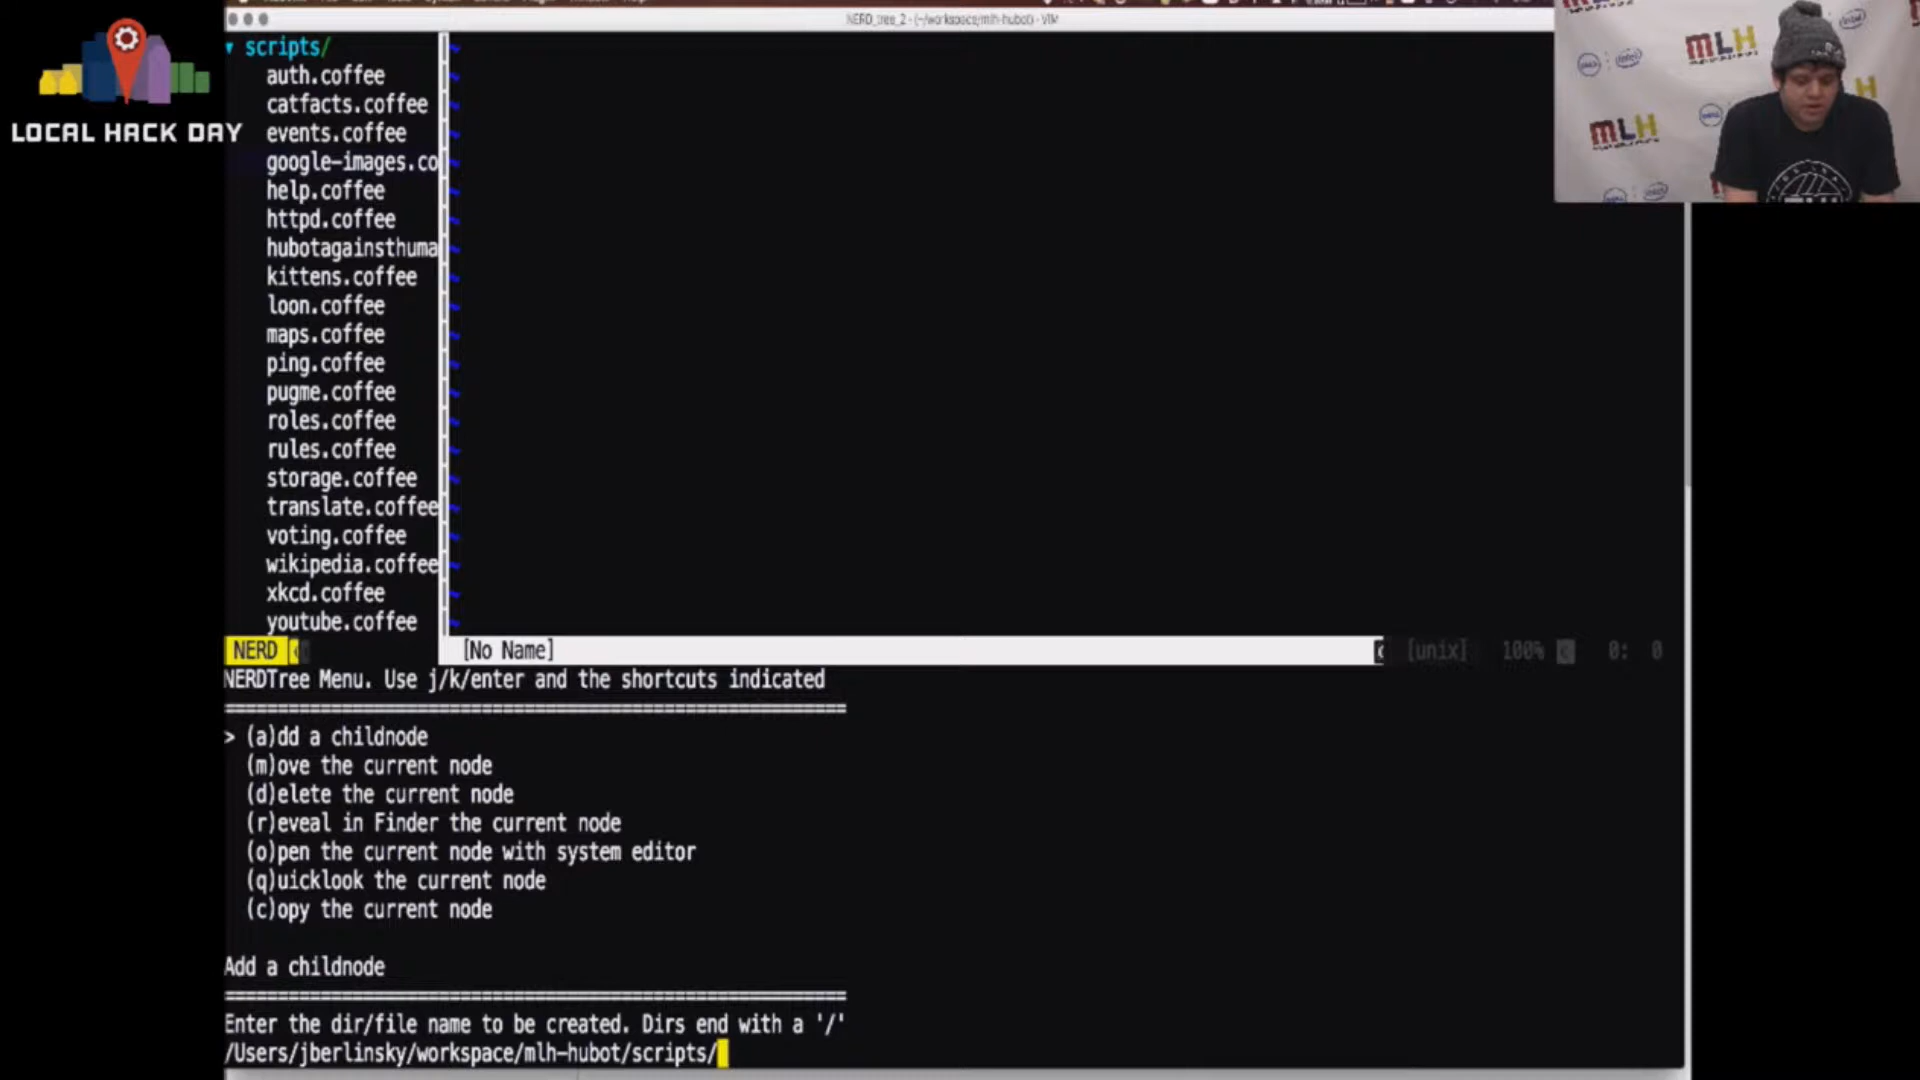 NERD_tree_2 - (~/workspace/mlh-hubot) - VIM
LOCAL HACK DAY
▾ scripts/
auth.coffee
catfacts.coffee
events.coffee
google-images.co
help.coffee
httpd.coffee
hubotagainsthuma
kittens.coffee
loon.coffee
maps.coffee
ping.coffee
pugme.coffee
roles.coffee
rules.coffee
storage.coffee
translate.coffee
voting.coffee
wikipedia.coffee
xkcd.coffee
youtube.coffee
MLH
MLH
NERD
[No Name]
[unix] 100% 0: 0
NERDTree Menu. Use j/k/enter and the shortcuts indicated
> (a)dd a childnode
(m)ove the current node
(d)elete the current node
(r)eveal in Finder the current node
(o)pen the current node with system editor
(q)uicklook the current node
(c)opy the current node
Add a childnode
Enter the dir/file name to be created. Dirs end with a '/'
/Users/jberlinsky/workspace/mlh-hubot/scripts/